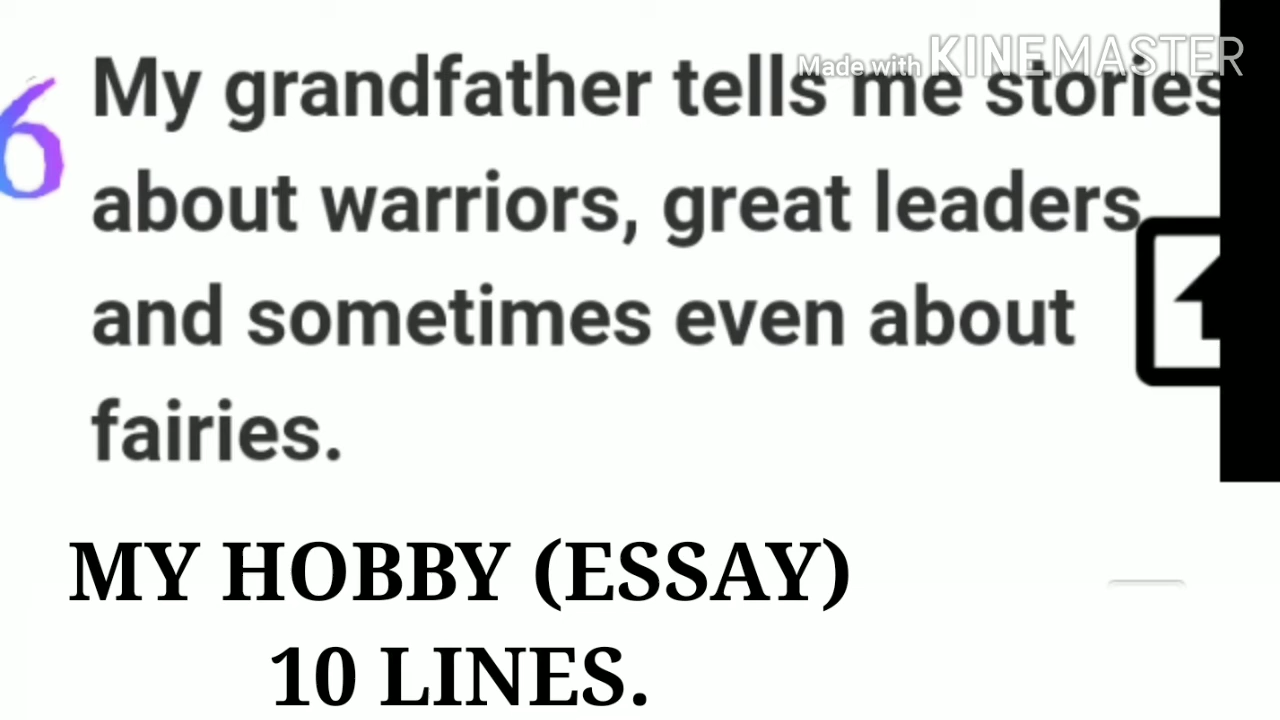 Made with KINEMASTER
6 My grandfather tells me stories
about warriors, great leaders
and sometimes even about
fairies.
MY HOBBY (ESSAY)
10 LINES.